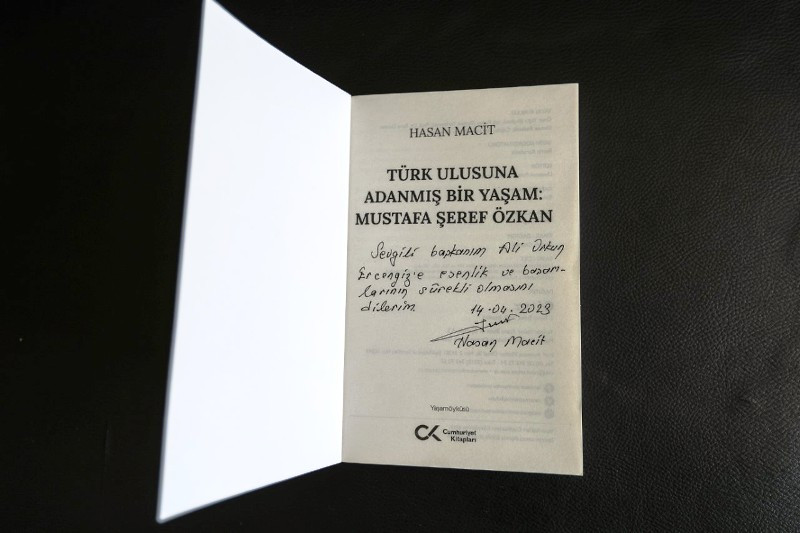 HASAN MACİT
TÜRK ULUSUNA
ADANMIŞ BİR YAŞAM:
MUSTAFA ŞEREF ÖZKAN
Sevgili başkanım Ali Orkun
Ercengiz'e esenlik ve başarı-
larının sürekli olmasını
dilerim
14.04.2023
Hasan Macit
Yaşamöyküsü
CK Cumhuriyet
Kitapları